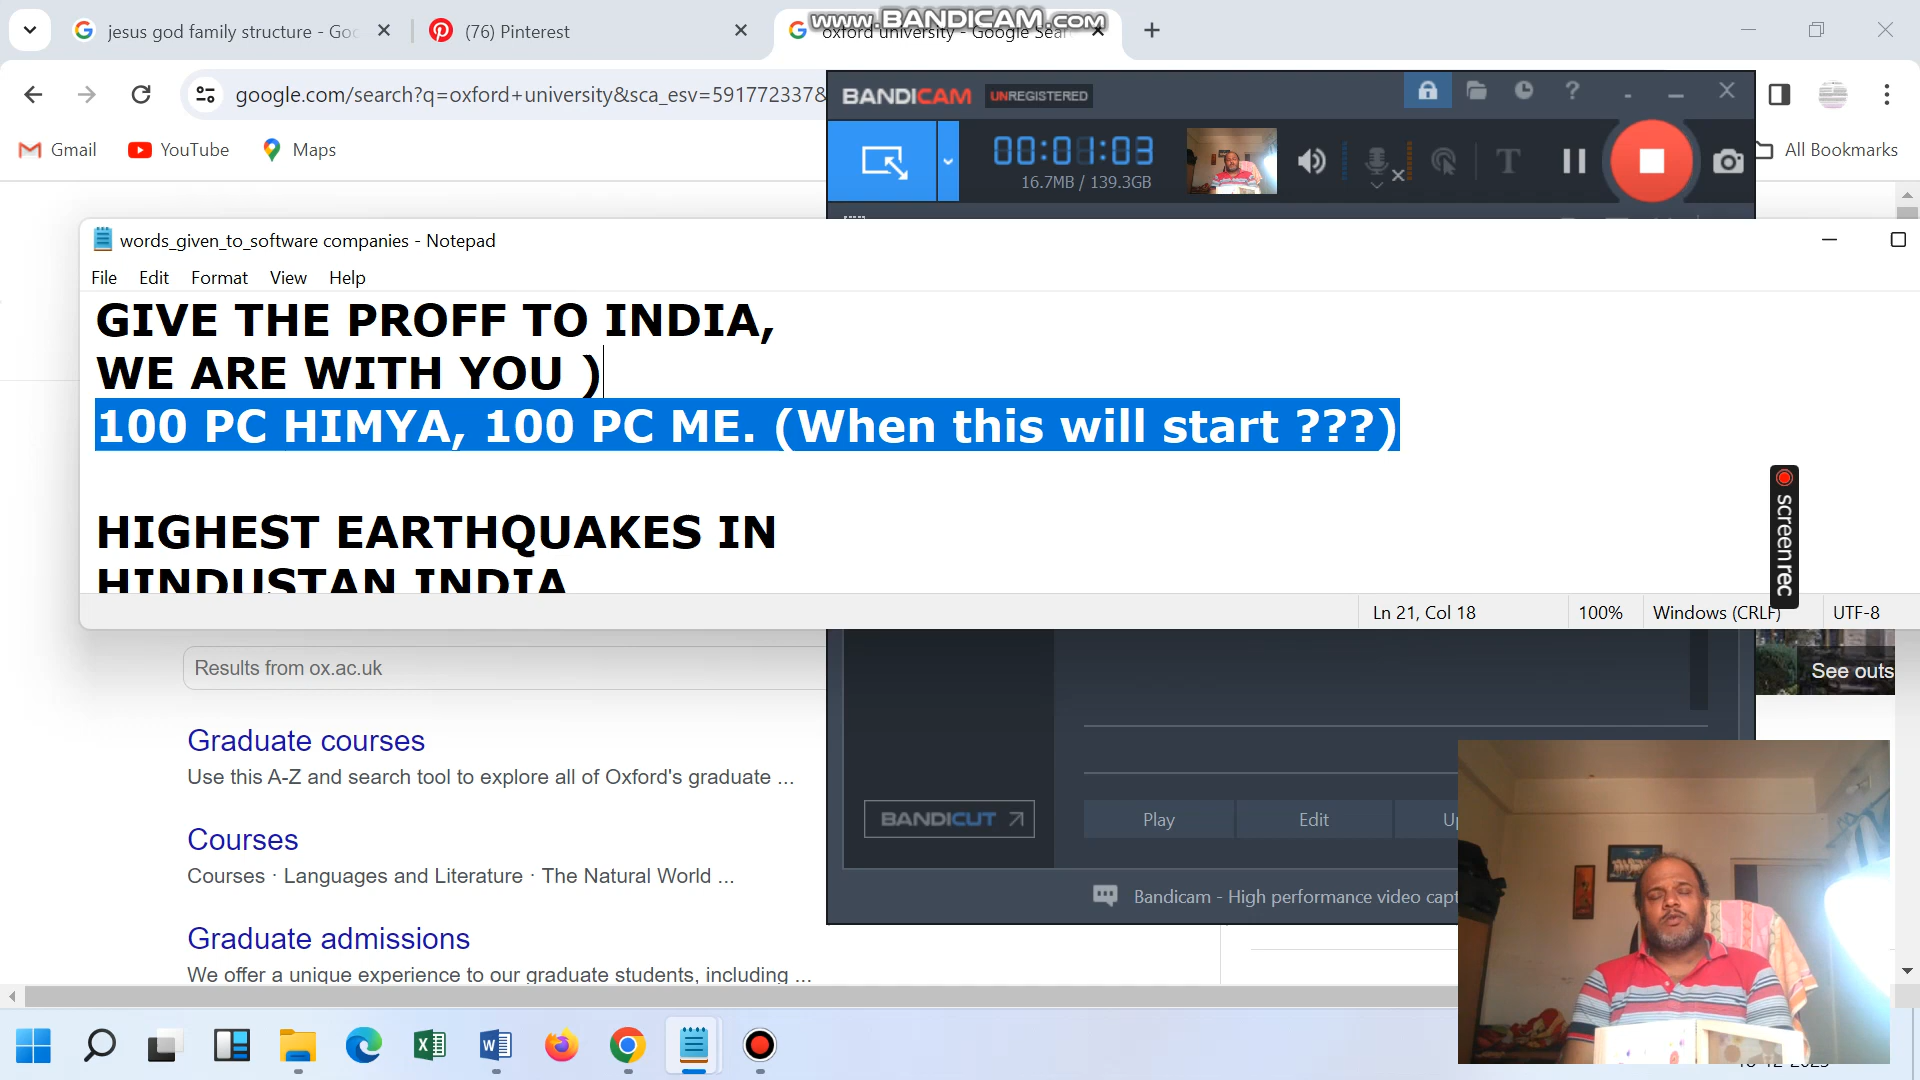 www.BANDICAM.com
jesus god family structure - Goo
(76) Pinterest
oxford university - Google Sear
google.com/search?q=oxford+university&sca_esv=591772337&
BANDICAM UNREGISTERED
Gmail
YouTube
Maps
00:01:03
16.7MB / 139.3GB
All Bookmarks
words_given_to_software companies - Notepad
File Edit Format View Help
GIVE THE PROFF TO INDIA,
WE ARE WITH YOU )
100 PC HIMYA, 100 PC ME. (When this will start ???)
HIGHEST EARTHQUAKES IN
HINDUSTAN INDIA
screenrec
Ln 21, Col 18
100%
Windows (CRLF)
UTF-8
Results from ox.ac.uk
See outs
Graduate courses
Use this A-Z and search tool to explore all of Oxford's graduate ...
Courses
Courses · Languages and Literature · The Natural World ...
BANDICUT
Play
Edit
Up
Bandicam - High performance video capt
Graduate admissions
We offer a unique experience to our graduate students, including ...